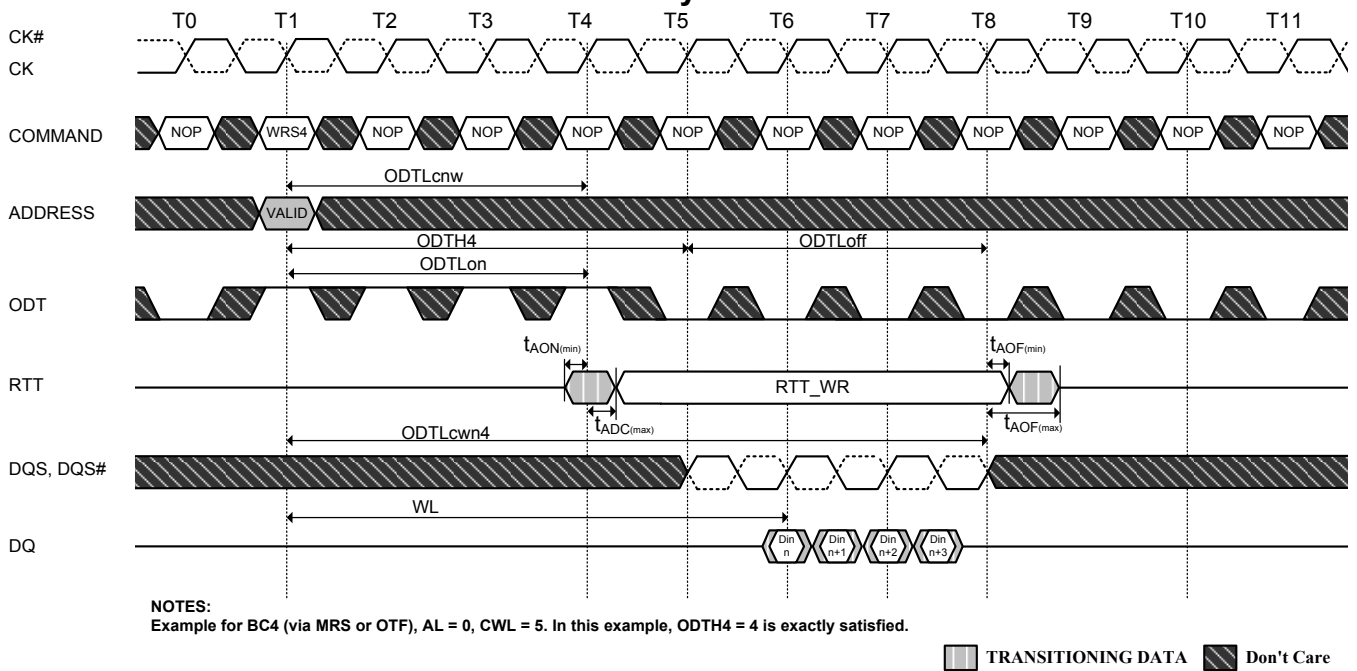 T0 T1 T2 T3 T4 T5 T6 T7 T8 T9 T10 T11
CK#
CK
COMMAND NOP WRS4 NOP NOP NOP NOP NOP NOP NOP NOP NOP NOP
ODTLcnw
ADDRESS VALID
ODTH4 ODTLoff
ODTLon
ODT
tAON(min) tAOF(min)
RTT RTT_WR
tADC(max) tAOF(max)
ODTLcwn4
DQS, DQS#
WL
DQ Din n Din n+1 Din n+2 Din n+3
NOTES:
Example for BC4 (via MRS or OTF), AL = 0, CWL = 5. In this example, ODTH4 = 4 is exactly satisfied.
TRANSITIONING DATA Don't Care